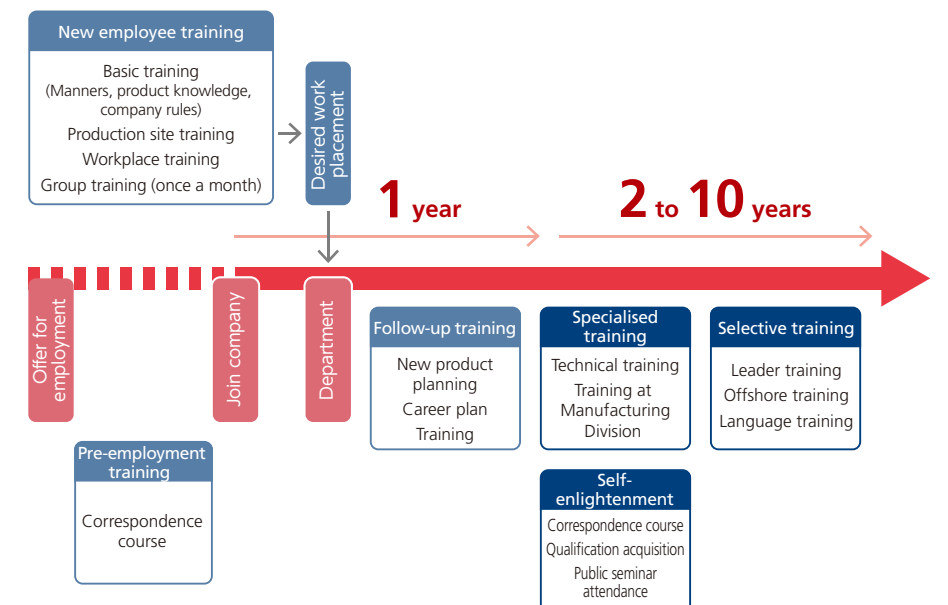 New employee training
Basic training
(Manners, product knowledge,
company rules)
Production site training
Workplace training
Group training (once a month)
Desired work
placement
1 year
2 to 10 years
Offer for
employment
Join company
Department
Follow-up training
New product
planning
Career plan
Training
Specialised
training
Technical training
Training at
Manufacturing
Division
Selective training
Leader training
Offshore training
Language training
Pre-employment
training
Correspondence
course
Self-
enlightenment
Correspondence course
Qualification acquisition
Public seminar
attendance